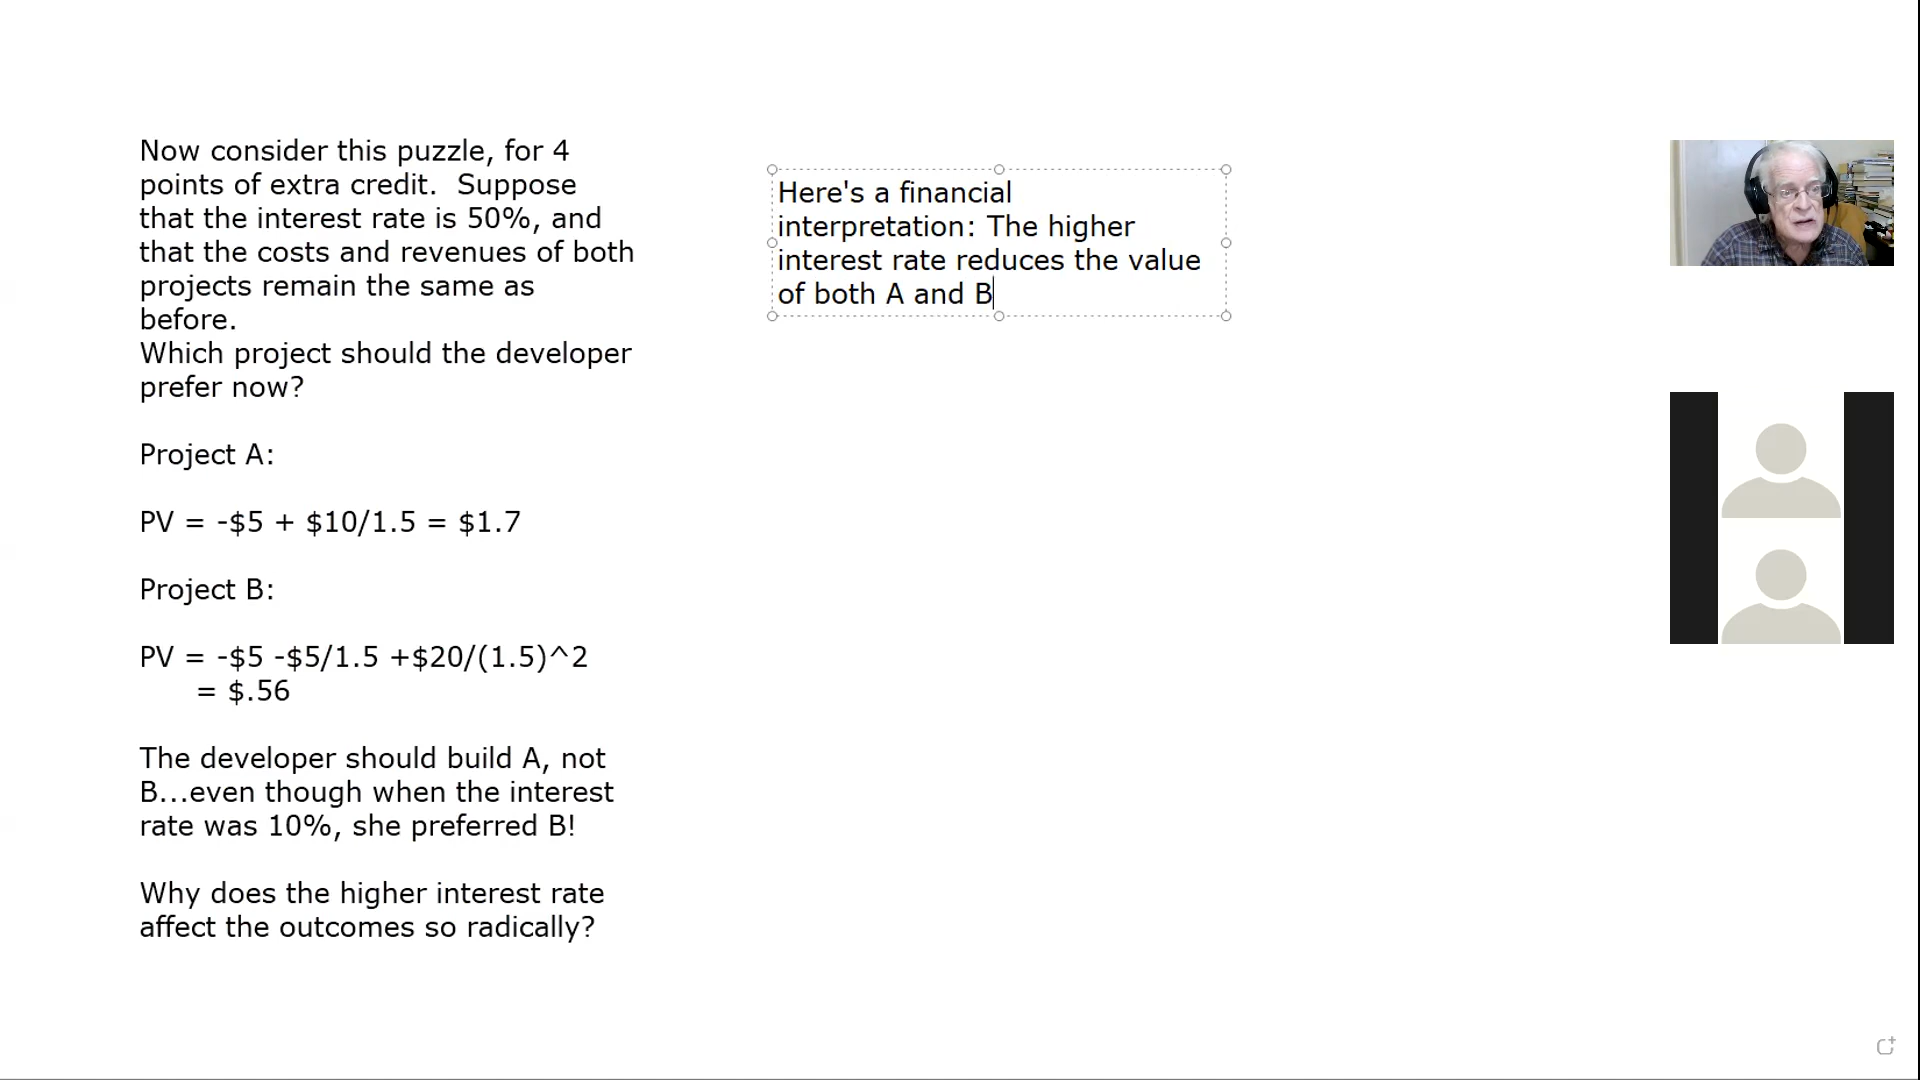 Now consider this puzzle, for 4
points of extra credit.  Suppose
that the interest rate is 50%, and
that the costs and revenues of both
projects remain the same as
before.
Which project should the developer
prefer now?
Project A:
PV = -$5 + $10/1.5 = $1.7
Project B:
PV = -$5 -$5/1.5 +$20/(1.5)^2
= $.56
The developer should build A, not
B...even though when the interest
rate was 10%, she preferred B!
Why does the higher interest rate
affect the outcomes so radically?
Here's a financial
interpretation: The higher
interest rate reduces the value
of both A and B